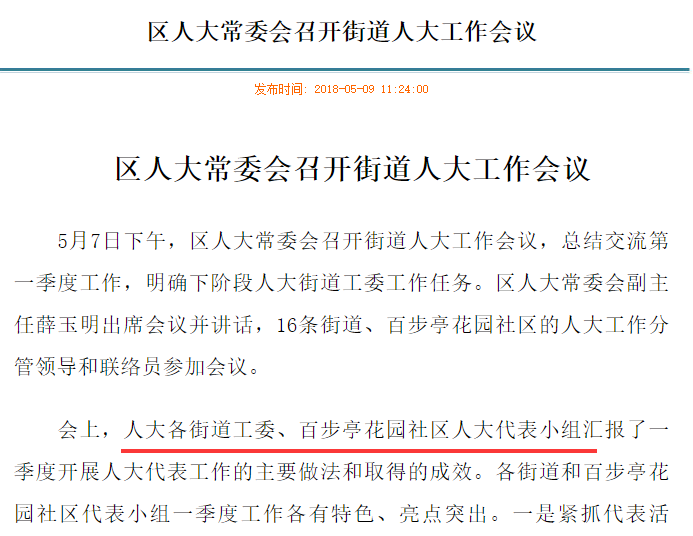 区人大常委会召开街道人大工作会议
发布时间: 2018-05-09 11:24:00
区人大常委会召开街道人大工作会议
5月7日下午，区人大常委会召开街道人大工作会议，总结交流第
一季度工作，明确下阶段人大街道工委工作任务。区人大常委会副主
任薛玉明出席会议并讲话，16条街道、百步亭花园社区的人大工作分
管领导和联络员参加会议。
会上，人大各街道工委、百步亭花园社区人大代表小组汇报了一
季度开展人大代表工作的主要做法和取得的成效。各街道和百步亭花
园社区代表小组一季度工作各有特色、亮点突出。一是紧抓代表活